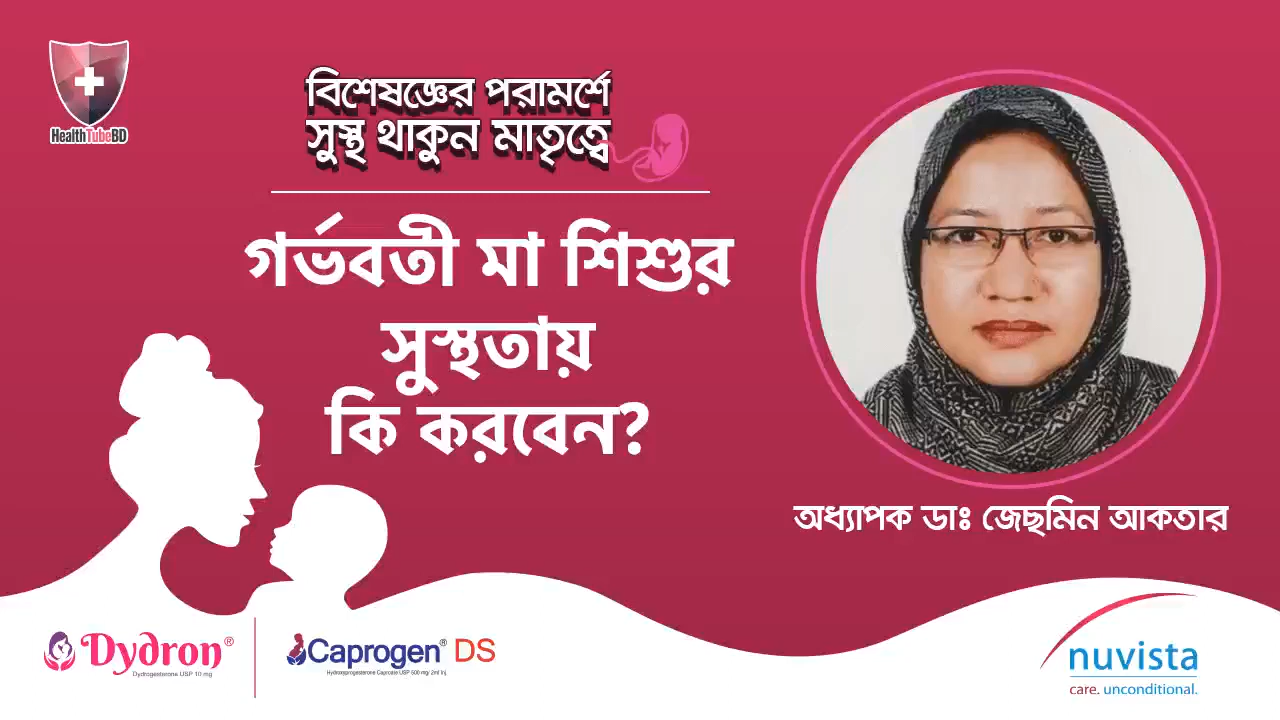 HealthTubeBD
বিশেষজ্ঞের পরামর্শে
সুস্থ থাকুন মাতৃত্বে
গর্ভবতী মা শিশুর
সুস্থতায়
কি করবেন?
অধ্যাপক ডাঃ জেছমিন আকতার
Dydron®
Dydrogesterone USP 10 mg
Caprogen® DS
Hydroxyprogesterone Caproate USP 500 mg/ 2ml Inj.
nuvista
care. unconditional.